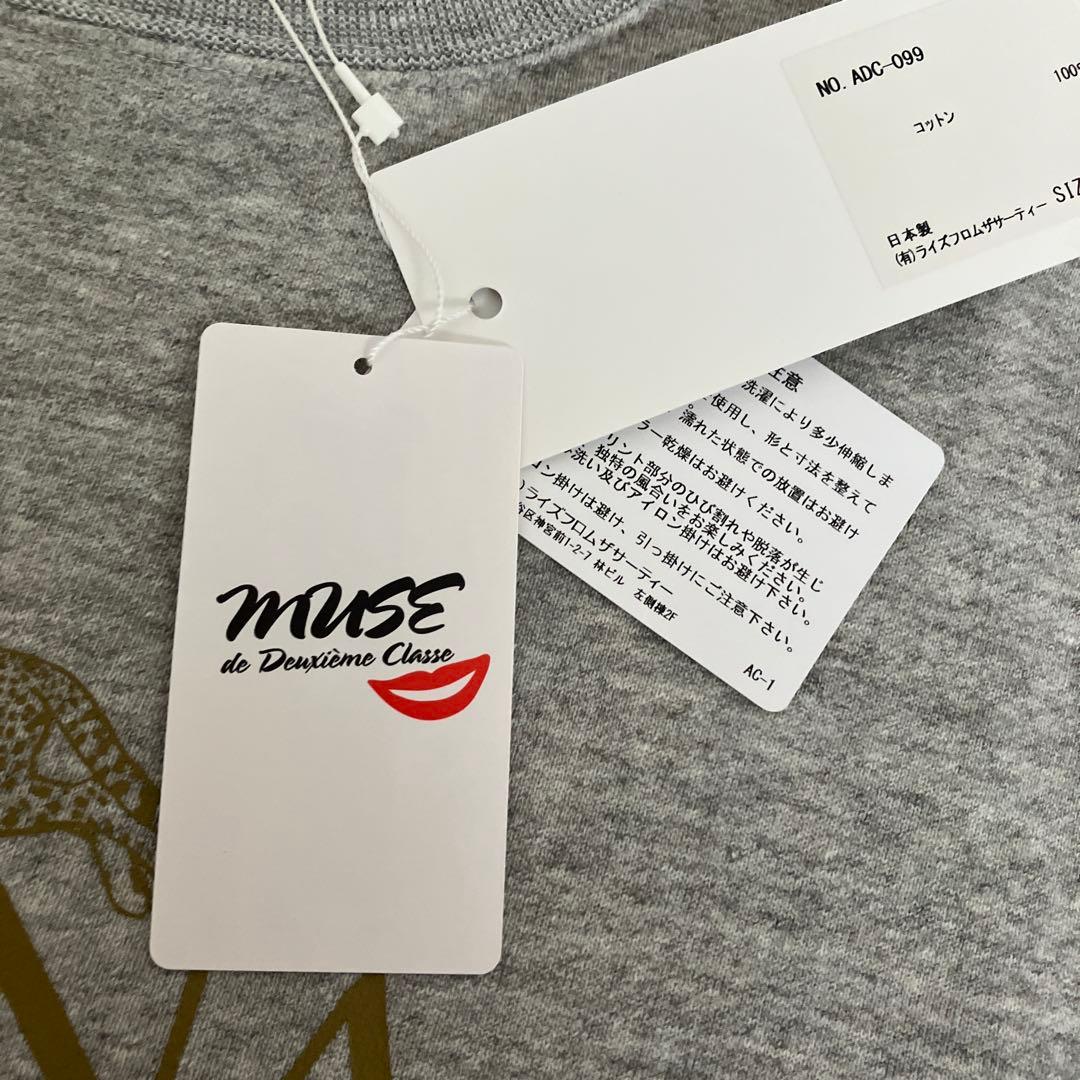 NO. ADC-099
コットン
日本製
(有)ライズフロムザサーティー SIZ
MUSE
de Deuxième Classe
注意
洗濯により多少伸縮しま
使用し、形と寸法を整えて
濡れた状態での放置はお避け
ラー乾燥はお避けください。
リント部分のひび割れや脱落が生じ
独特の風合いをお楽しみください。
洗い及びアイロン掛けはお避け下さい。
ン掛けは避け、引っ掛けにご注意下さい。
)ライズフロムザサーティー
谷区神宮前1-2-7 林ビル 左側棟2F
AC-1